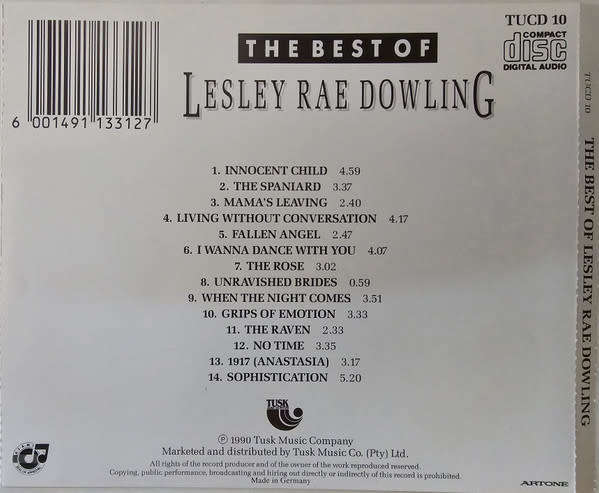 TUCD 10
THE BEST OF
LESLEY RAE DOWLING
COMPACT
disc
DIGITAL AUDIO
6 001491 133127
1. INNOCENT CHILD 4.59
2. THE SPANIARD 3.37
3. MAMA'S LEAVING 2.40
4. LIVING WITHOUT CONVERSATION 4.17
5. FALLEN ANGEL 2.47
6. I WANNA DANCE WITH YOU 4.07
7. THE ROSE 3.02
8. UNRAVISHED BRIDES 0.59
9. WHEN THE NIGHT COMES 3.51
10. GRIPS OF EMOTION 3.33
11. THE RAVEN 2.33
12. NO TIME 3.35
13. 1917 (ANASTASIA) 3.17
14. SOPHISTICATION 5.20
TUSK
℗ 1990 Tusk Music Company
Marketed and distributed by Tusk Music Co. (Pty) Ltd.
All rights of the record producer and of the owner of the work reproduced reserved.
Copying, public performance, broadcasting and hiring out directly or indirectly of this record is prohibited.
Made in Germany
TUCD 10
THE BEST OF LESLEY RAE DOWLING
ARTONE